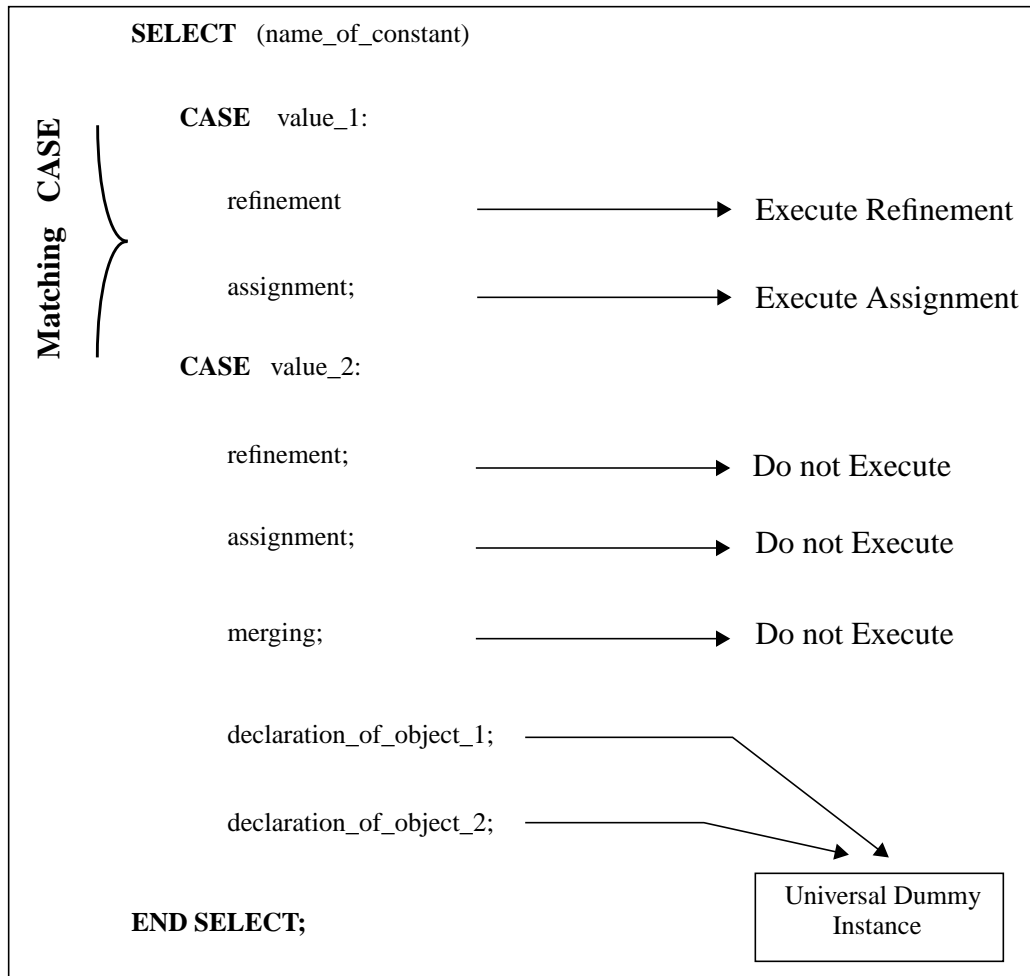 SELECT (name_of_constant)
Matching CASE
CASE value_1:
refinement
Execute Refinement
assignment;
Execute Assignment
CASE value_2:
refinement;
Do not Execute
assignment;
Do not Execute
merging;
Do not Execute
declaration_of_object_1;
declaration_of_object_2;
Universal Dummy
Instance
END SELECT;